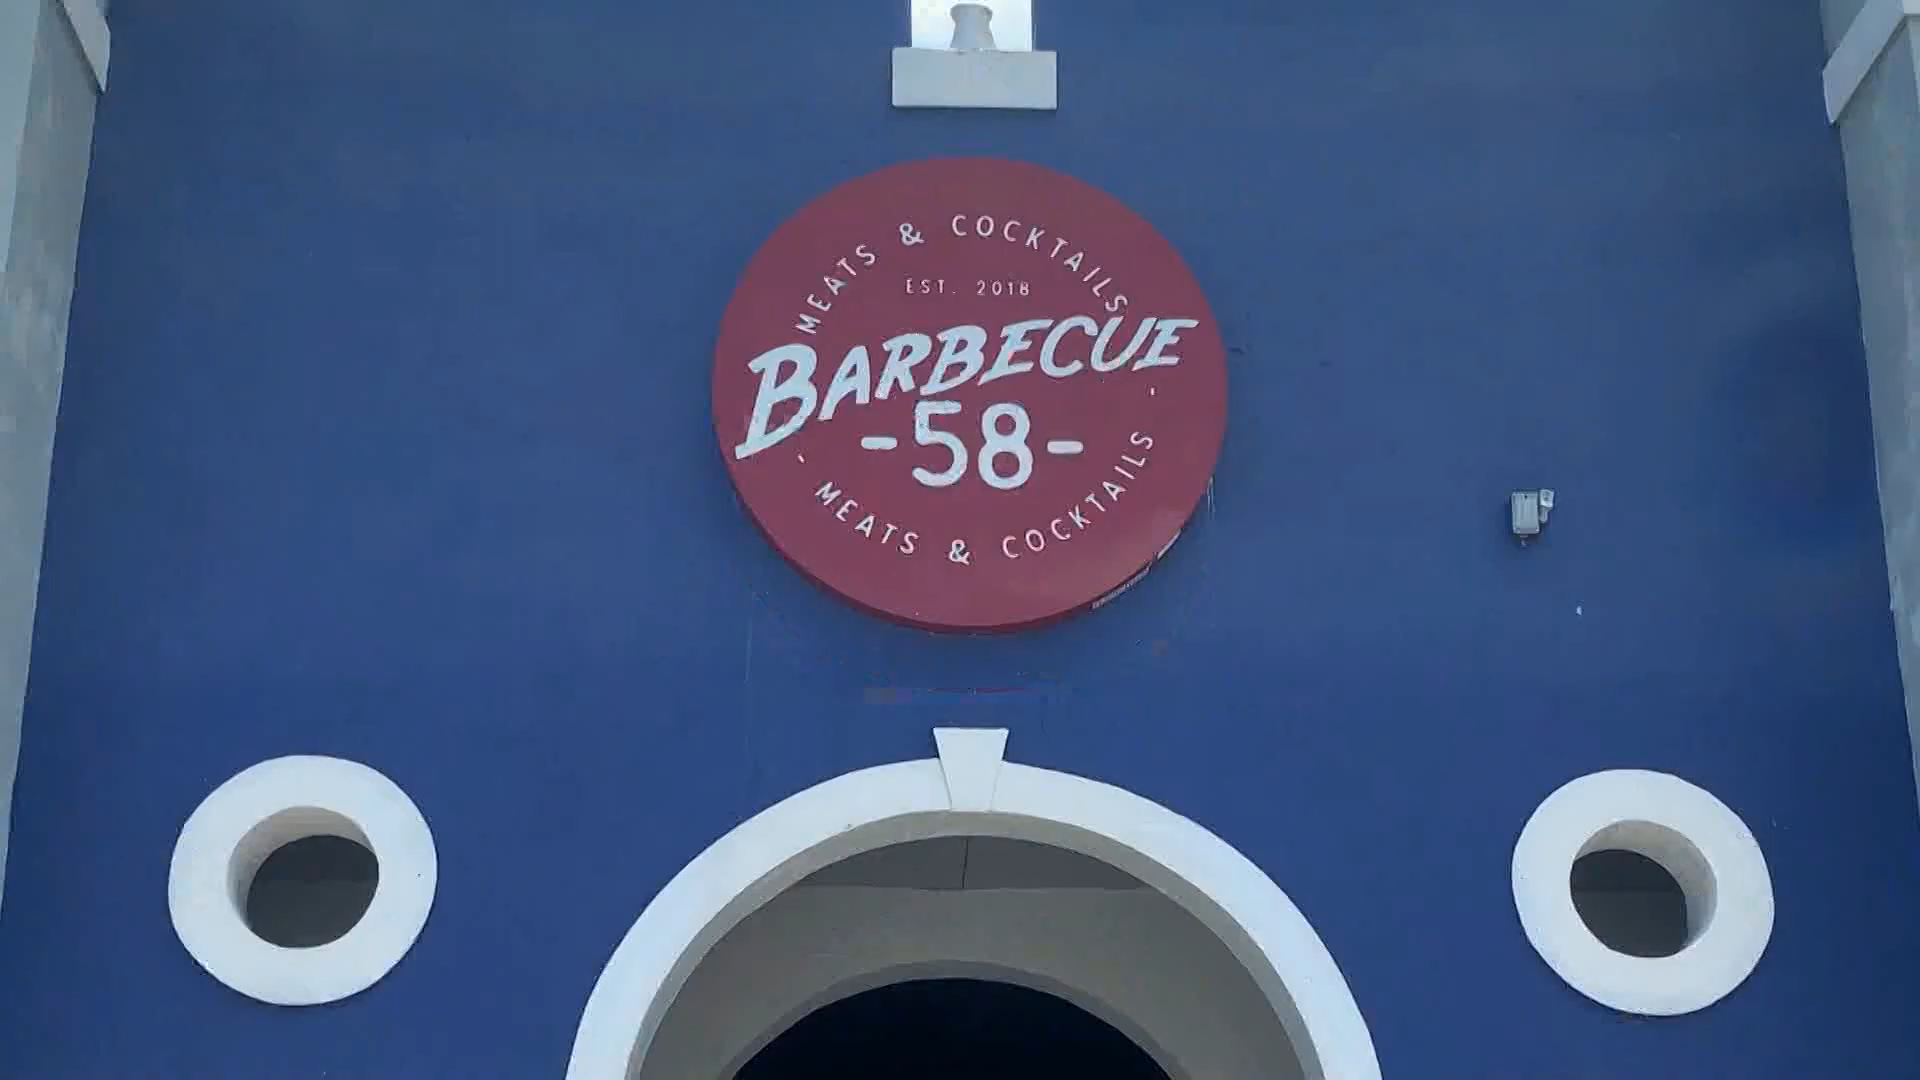 MEATS & COCKTAILS
EST. 2018
BARBECUE
-58-
MEATS & COCKTAILS